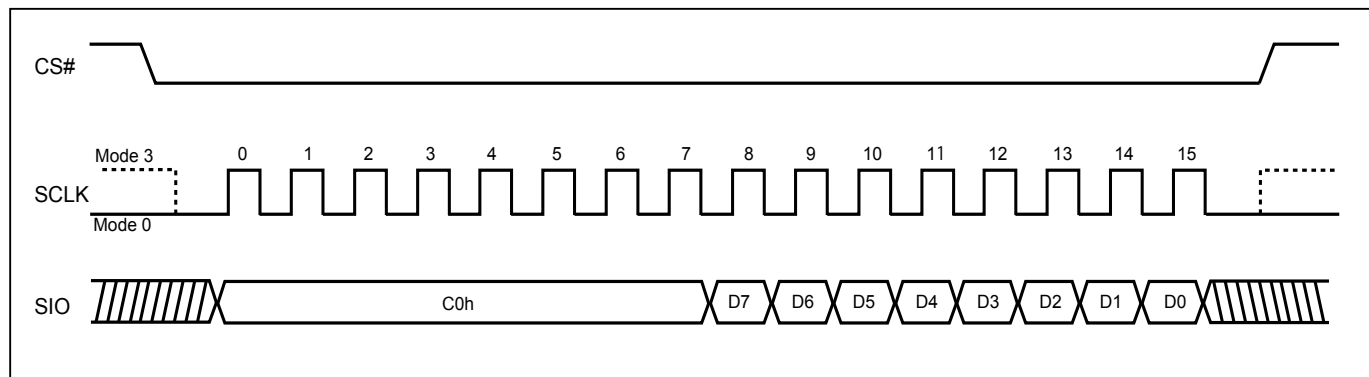 CS#
Mode 3
0 1 2 3 4 5 6 7 8 9 10 11 12 13 14 15
SCLK
Mode 0
SIO
C0h D7 D6 D5 D4 D3 D2 D1 D0